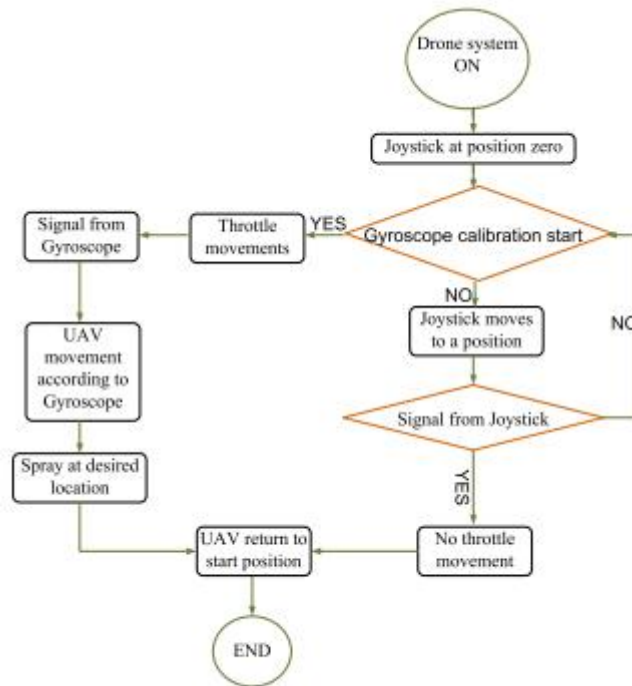 Drone system
ON
Joystick at position zero
Gyroscope calibration start
YES
Throttle
movements
Signal from
Gyroscope
UAV
movement
according to
Gyroscope
Spray at desired
location
NO
Joystick moves
to a position
NO
Signal from Joystick
YES
No throttle
movement
UAV return to
start position
END